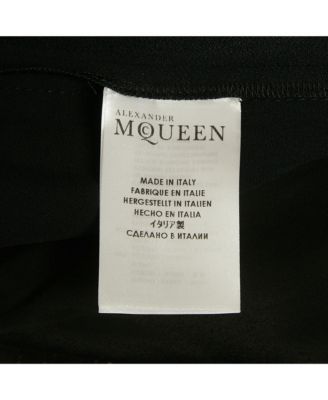 ALEXANDER
McQUEEN
MADE IN ITALY
FABRIQUE EN ITALIE
HERGESTELLT IN ITALIEN
HECHO EN ITALIA
イタリア製
СДЕЛАНО В ИТАЛИИ